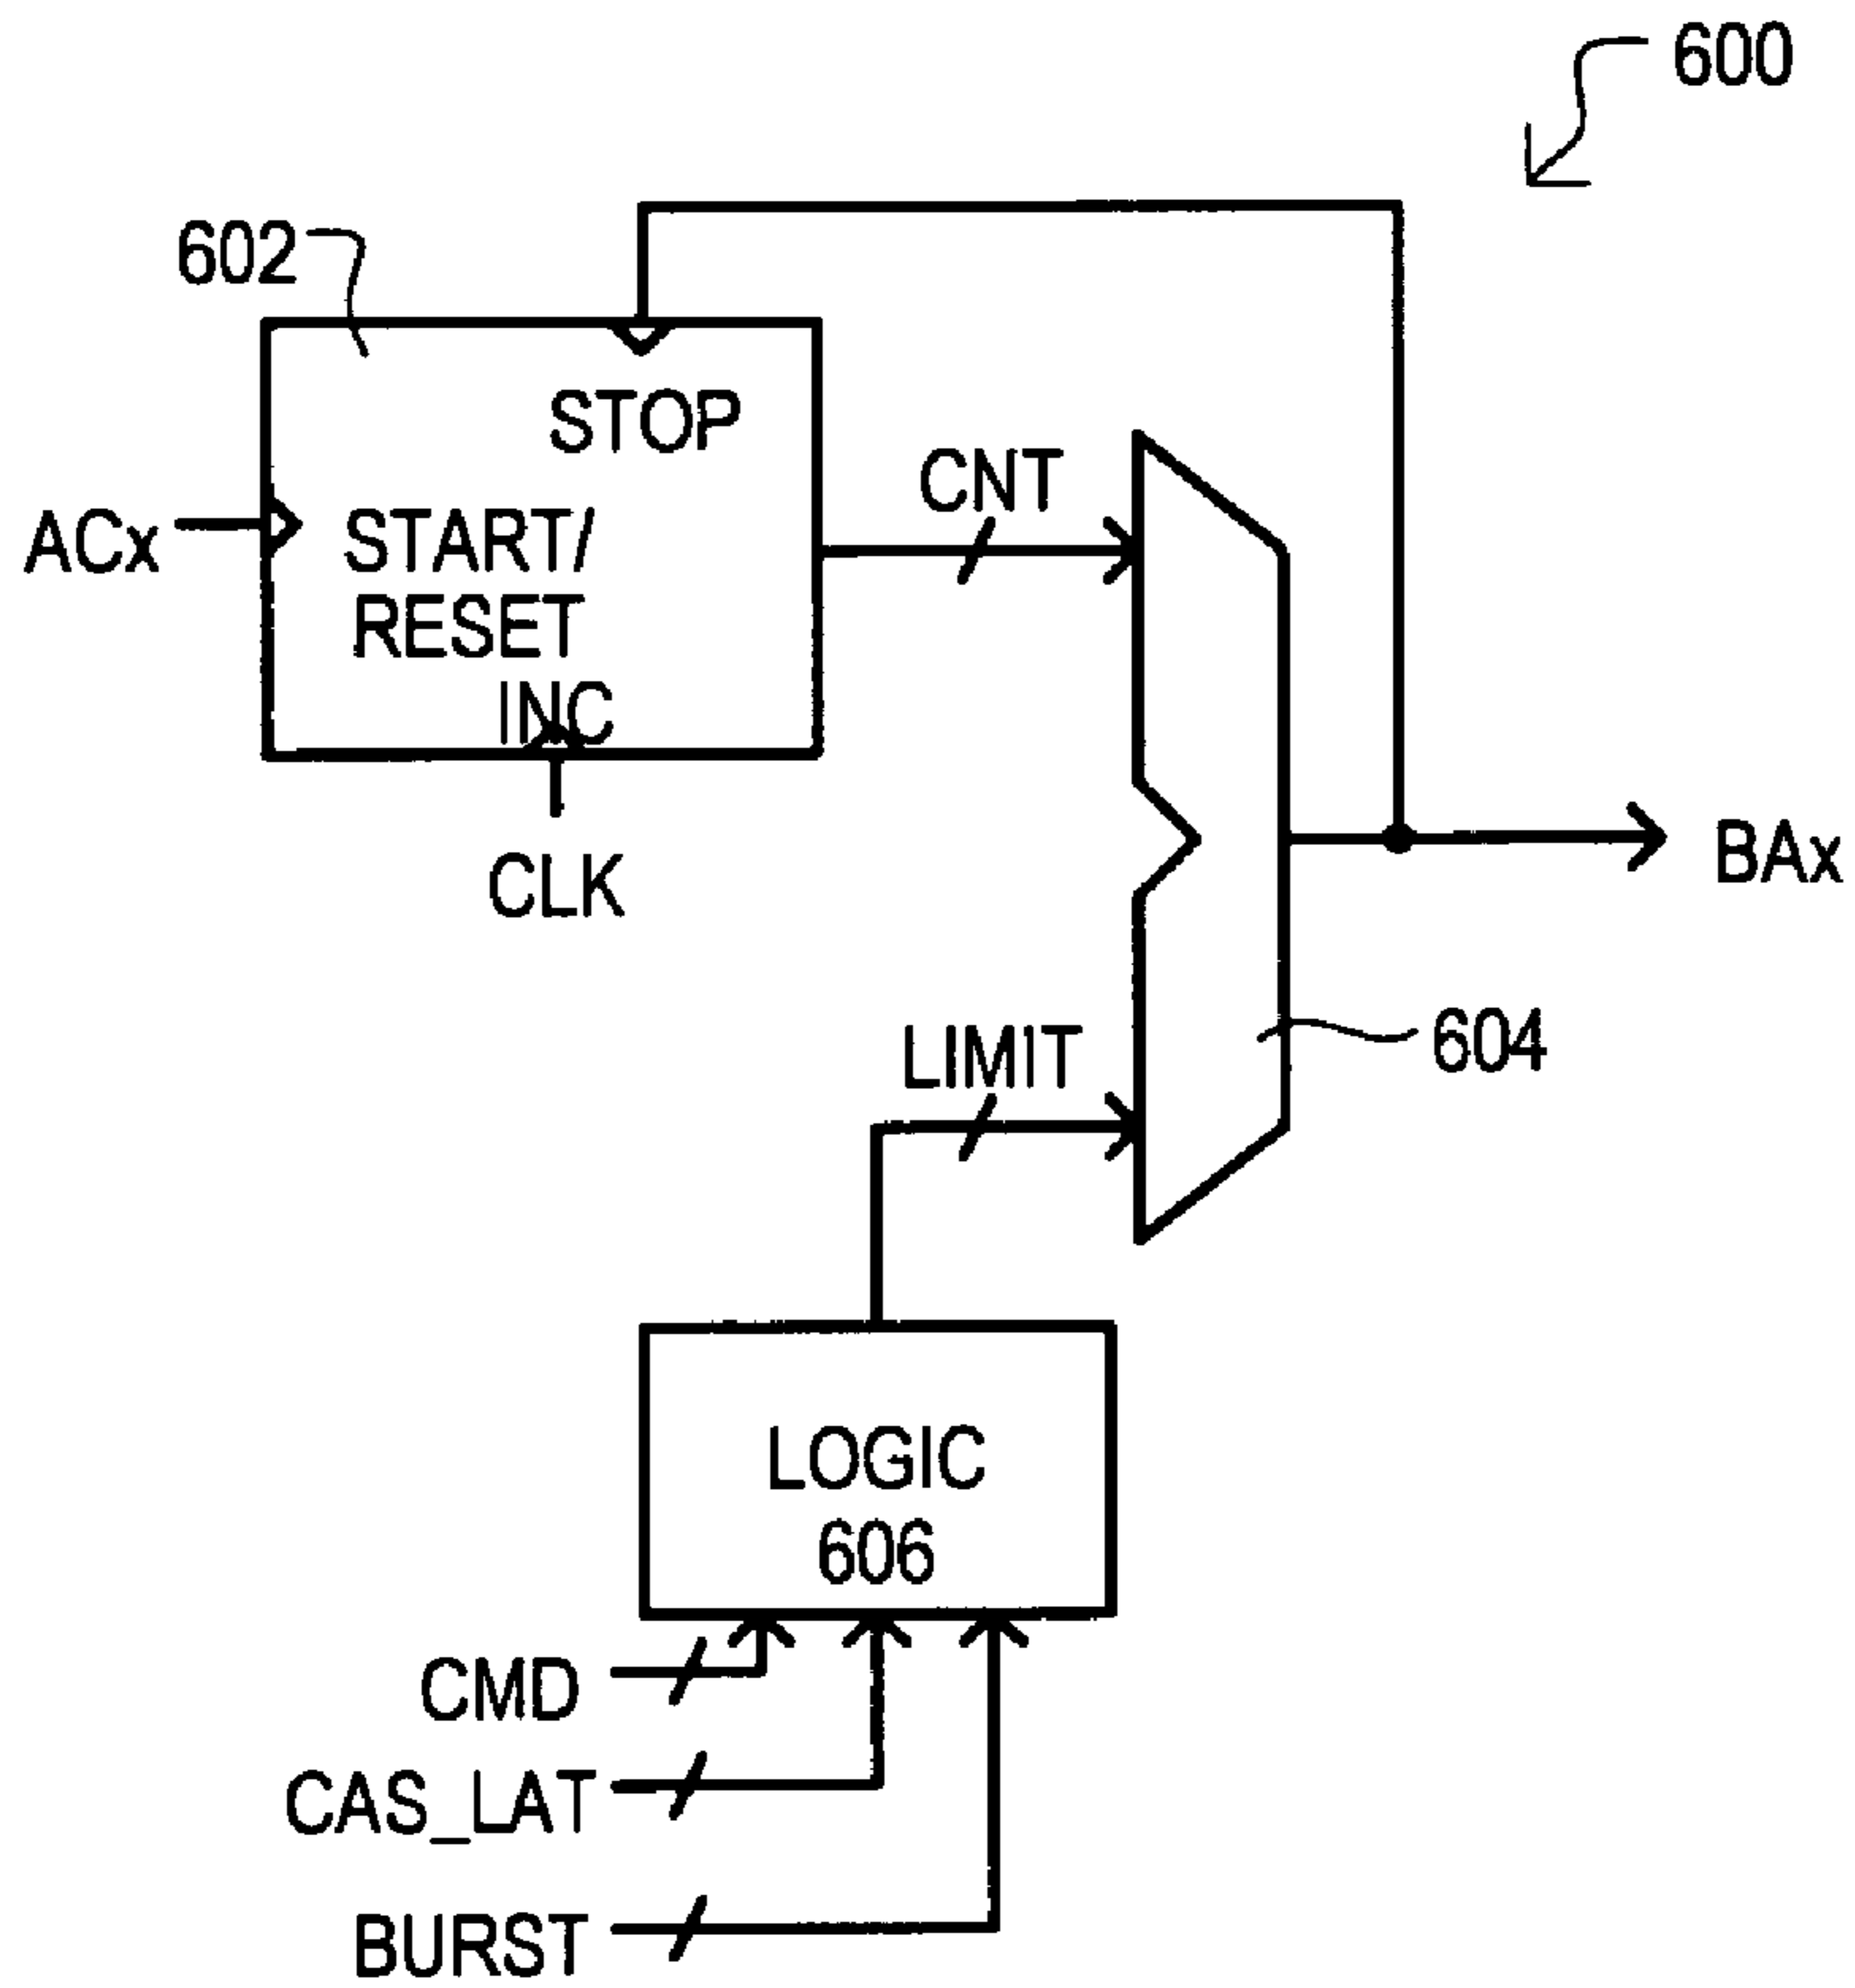 600
602
STOP
CNT
ACx
START/
RESET
INC
CLK
BAx
LIMIT
604
LOGIC
606
CMD
CAS_LAT
BURST